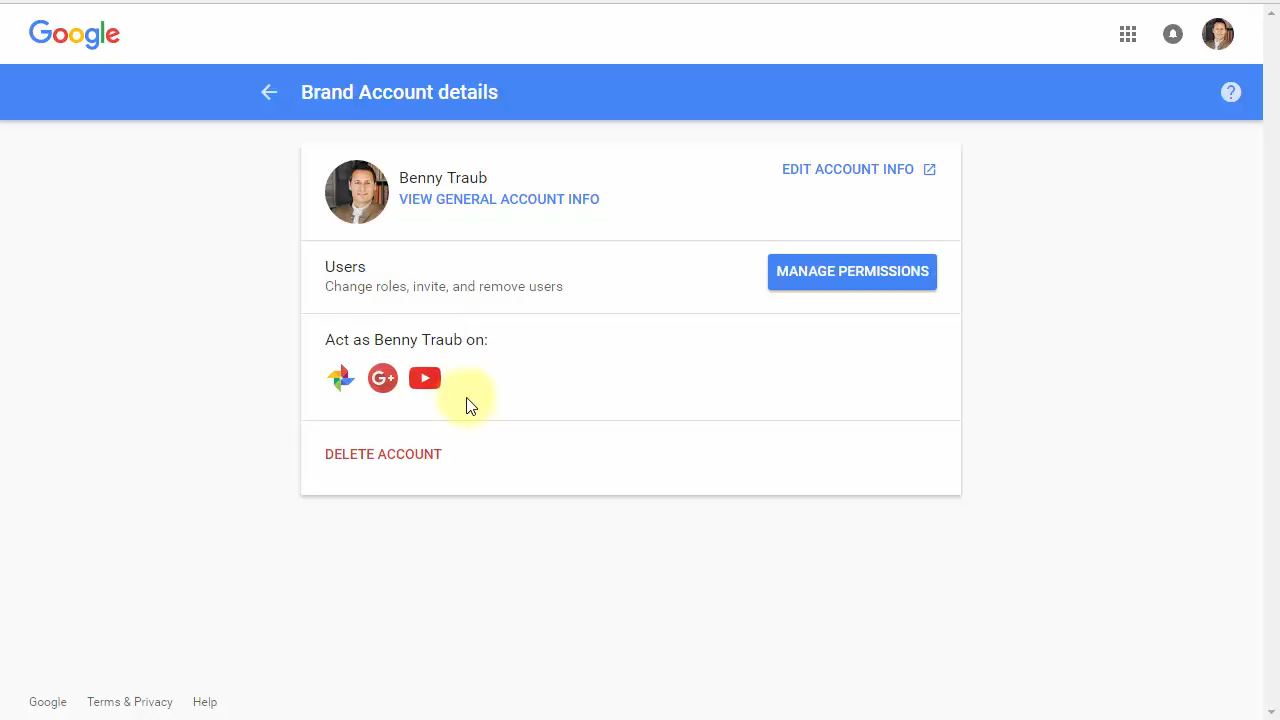 Google
Brand Account details
?
Benny Traub
VIEW GENERAL ACCOUNT INFO
EDIT ACCOUNT INFO
Users
Change roles, invite, and remove users
MANAGE PERMISSIONS
Act as Benny Traub on:
G+
DELETE ACCOUNT
Google Terms & Privacy Help